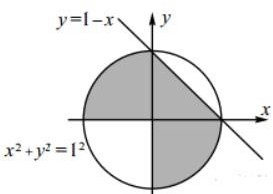 y=1-x
y
x
x²+y²=1²